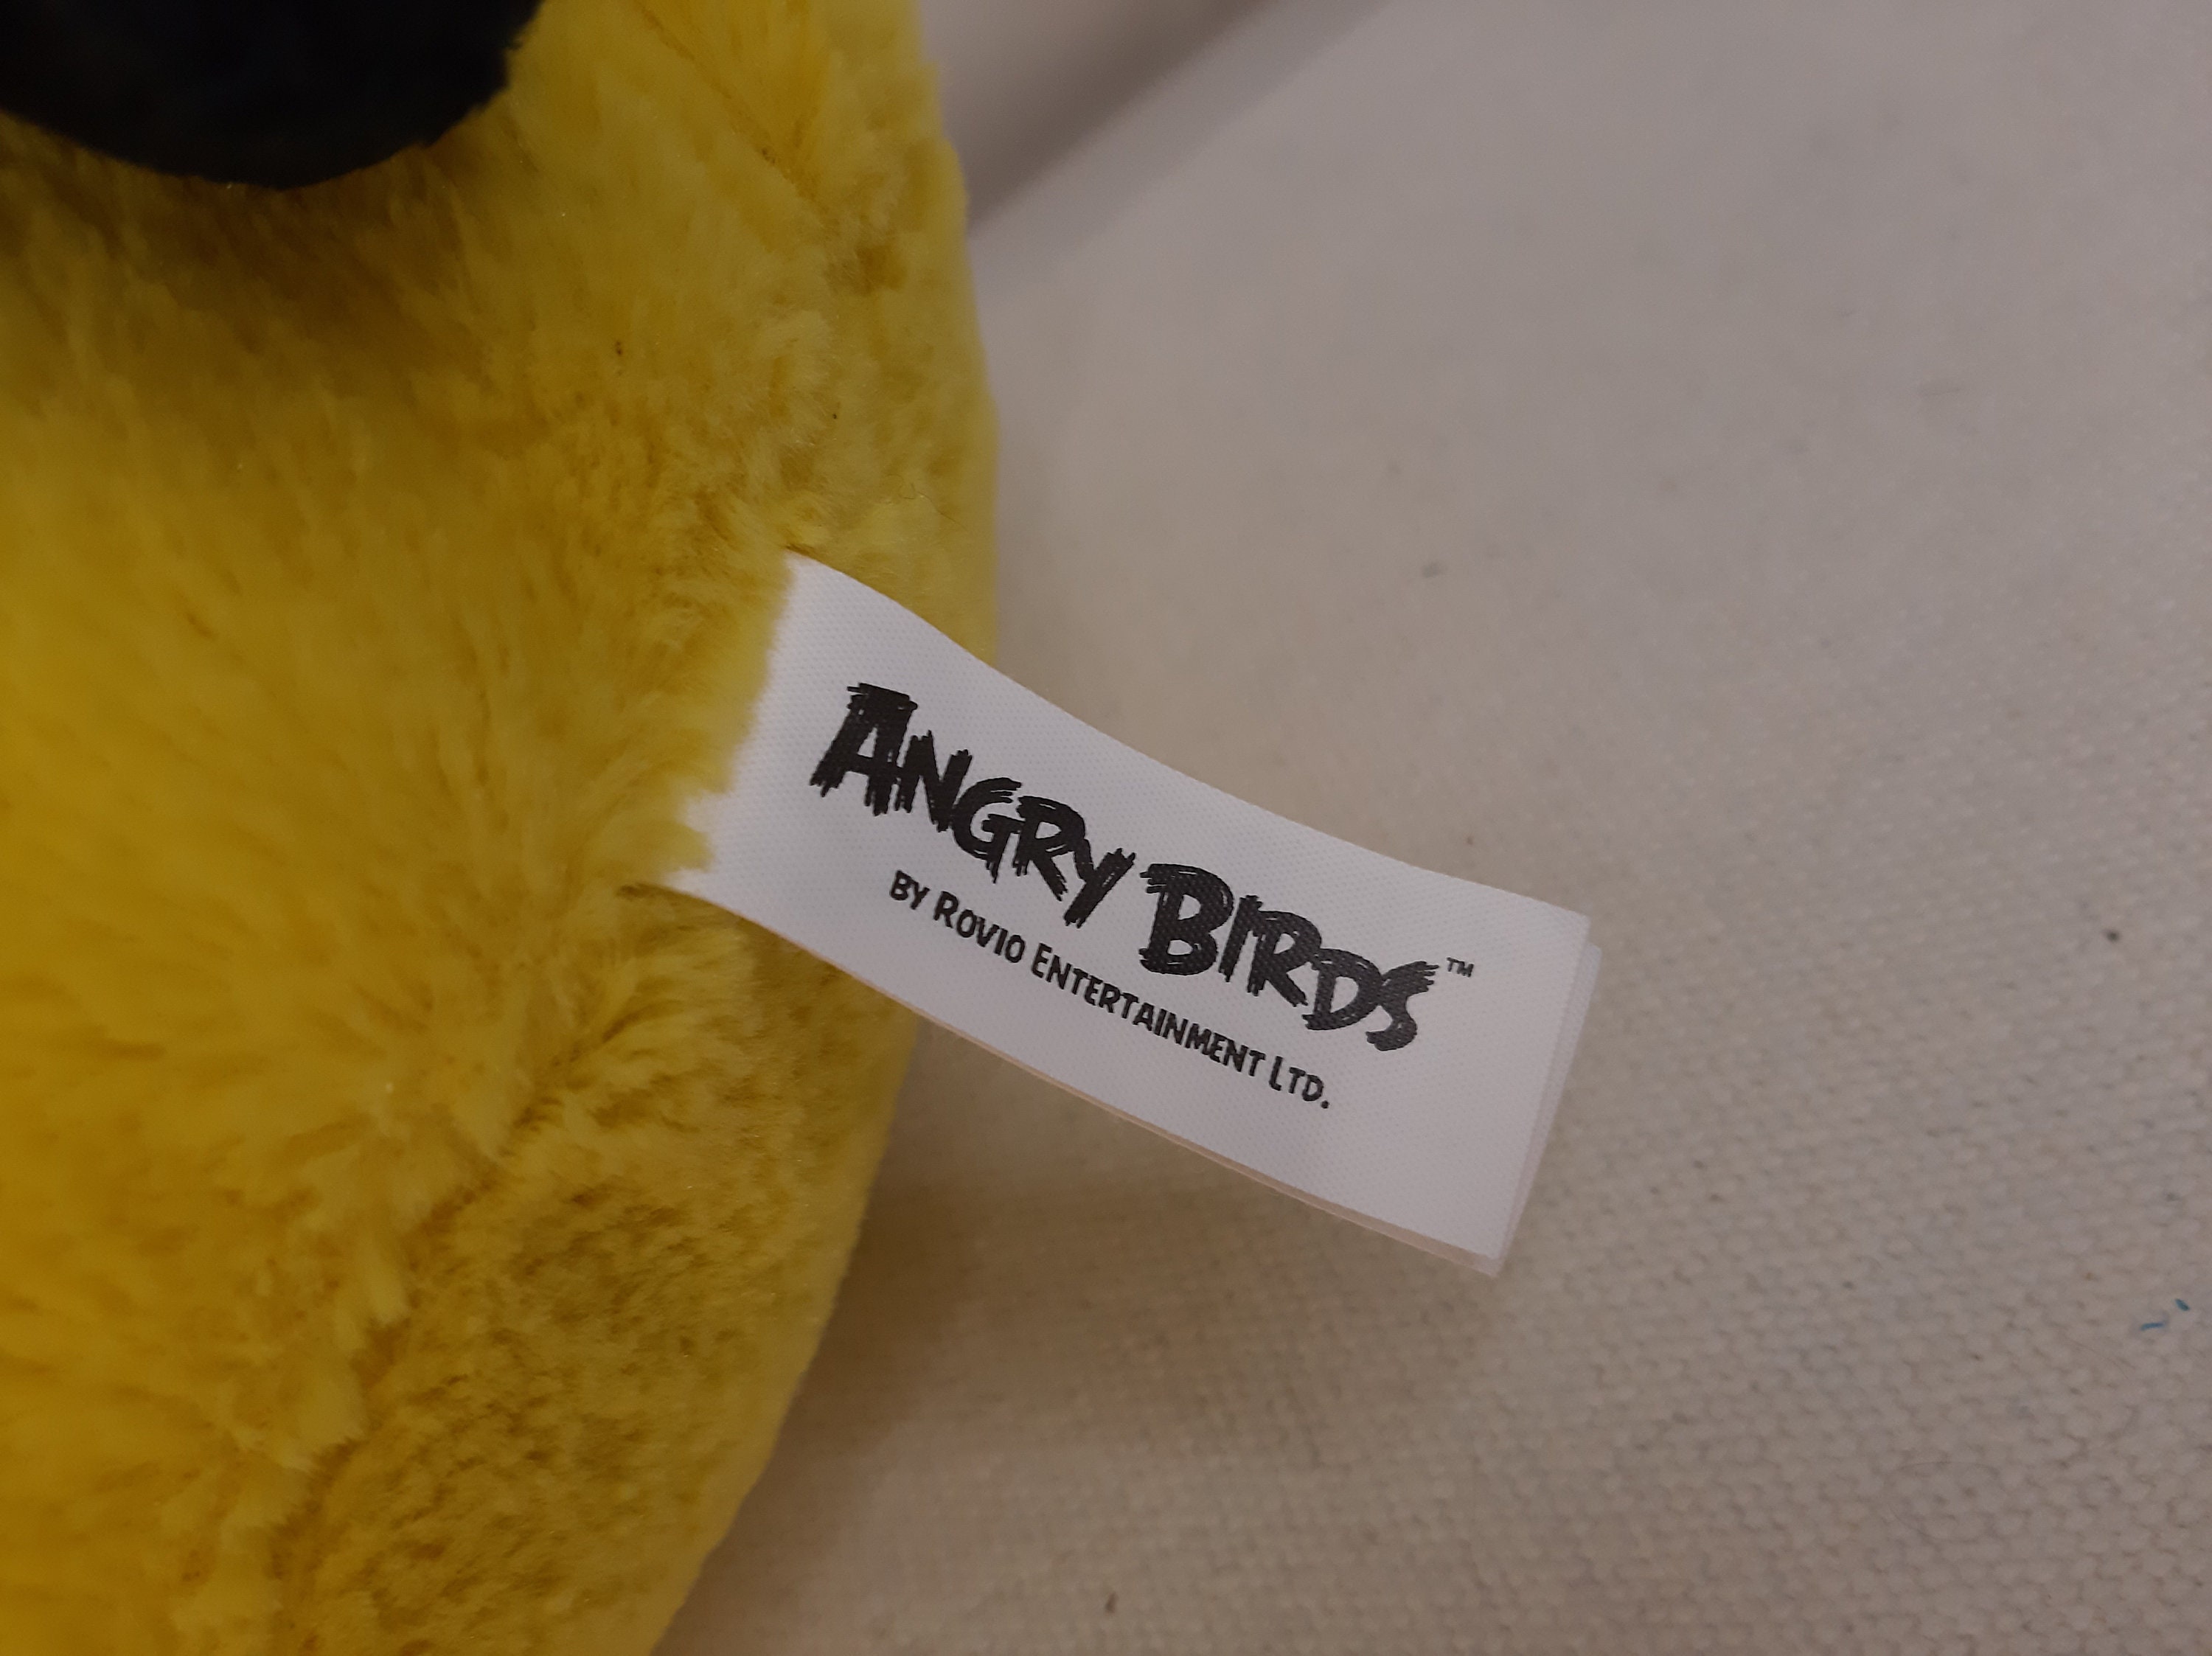 ANGRY BIRDS™
BY ROVIO ENTERTAINMENT LTD.